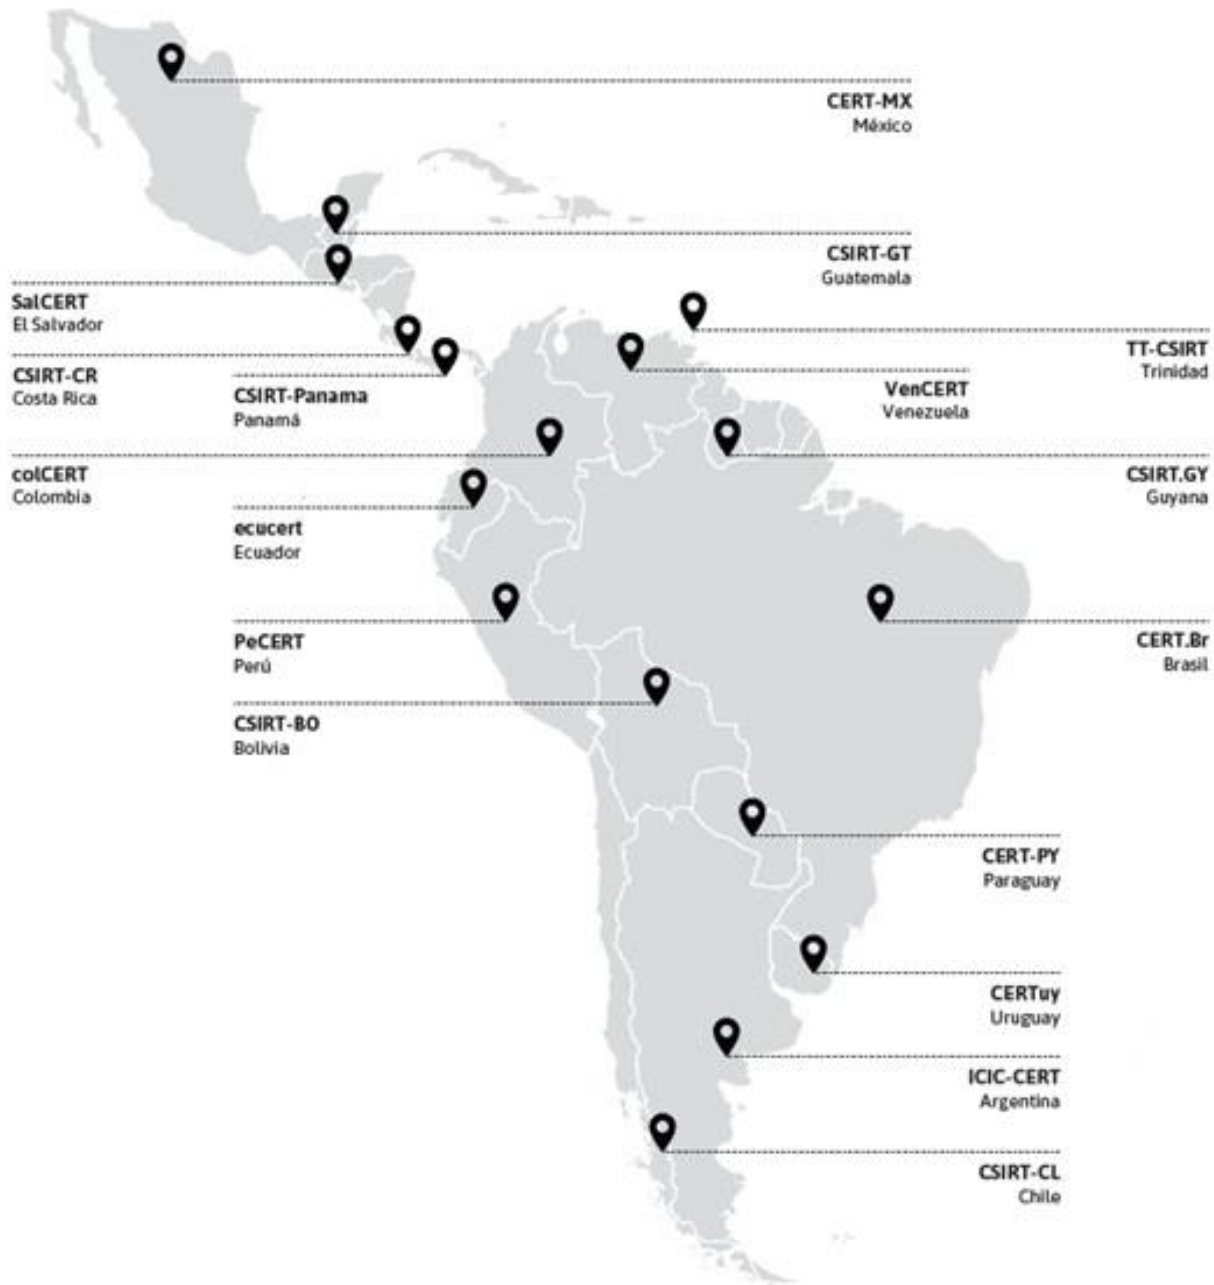 CERT-MX
México
CSIRT-GT
Guatemala
SalCERT
El Salvador
TT-CSIRT
Trinidad
CSIRT-CR
Costa Rica
CSIRT-Panama
Panamá
VenCERT
Venezuela
colCERT
Colombia
CSIRT.GY
Guyana
ecucert
Ecuador
PeCERT
Perú
CERT.Br
Brasil
CSIRT-BO
Bolivia
CERT-PY
Paraguay
CERTuy
Uruguay
ICIC-CERT
Argentina
CSIRT-CL
Chile